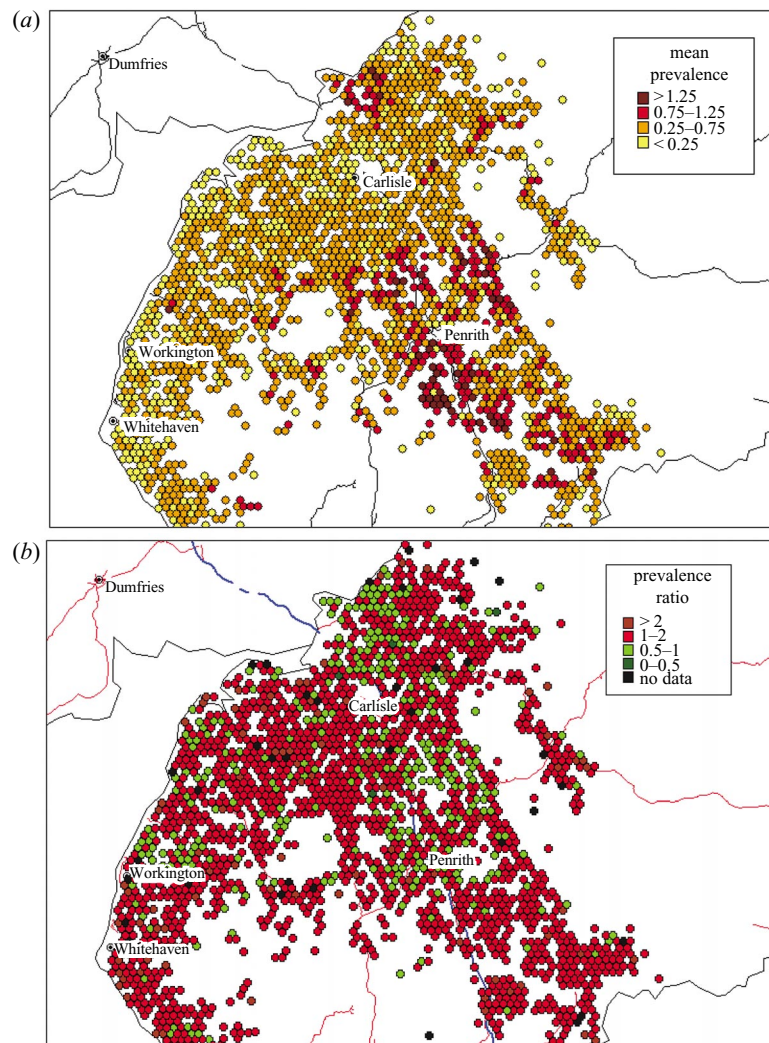 (a)
Dumfries
mean
prevalence
>1.25
0.75–1.25
0.25–0.75
<0.25
Carlisle
Penrith
Workington
Whitehaven
(b)
Dumfries
prevalence
ratio
>2
1–2
0.5–1
0–0,5
no data
Carlisle
Penrith
Workington
Whitehaven